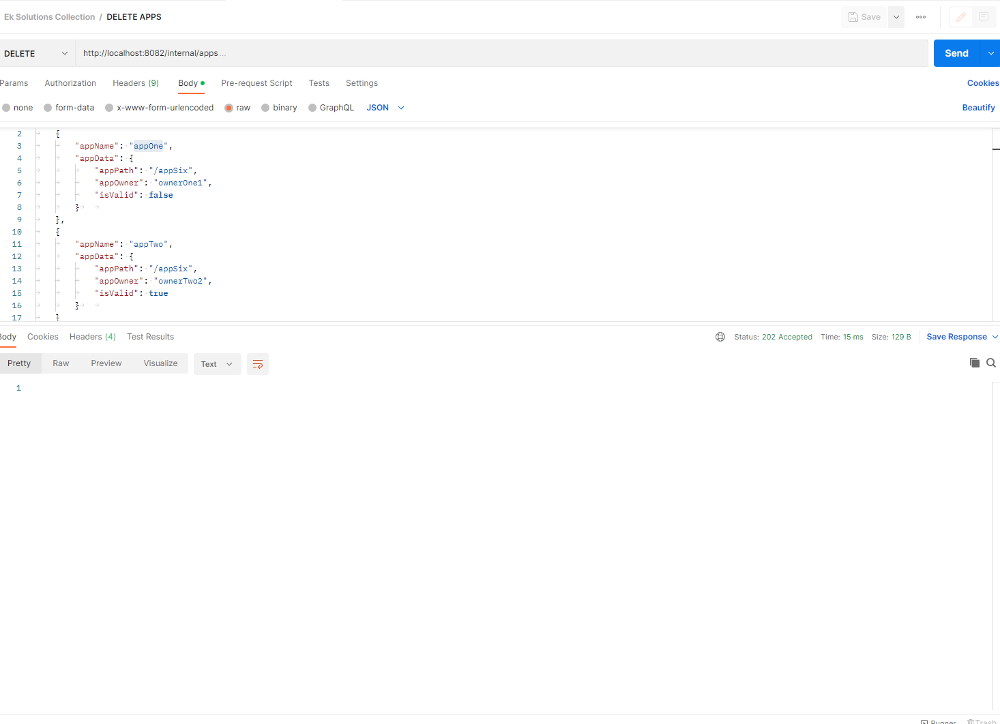 Ek Solutions Collection / DELETE APPS
Save
DELETE http://localhost:8082/internal/apps ...
Send
Params Authorization Headers (9) Body Pre-request Script Tests Settings Cookies
none form-data x-www-form-urlencoded raw binary GraphQL JSON Beautify
2 {
3 "appName": "appOne",
4 "appData": {
5 "appPath": "/appSix",
6 "appOwner": "ownerOne1",
7 "isValid": false
8 }
9 },
10 {
11 "appName": "appTwo",
12 "appData": {
13 "appPath": "/appSix",
14 "appOwner": "ownerTwo2",
15 "isValid": true
16 }
17 }
Body Cookies Headers (4) Test Results Status: 202 Accepted Time: 15 ms Size: 129 B Save Response
Pretty Raw Preview Visualize Text
1
Runner Trash